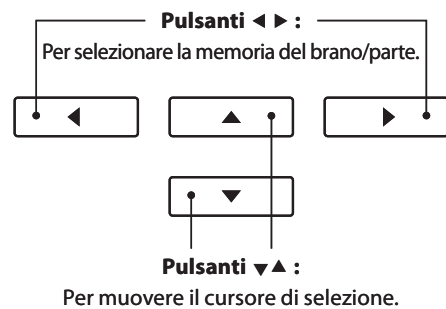 Pulsanti ◀ ▶ :
Per selezionare la memoria del brano/parte.
◀ ▲ ▶
▼
Pulsanti ▼▲ :
Per muovere il cursore di selezione.